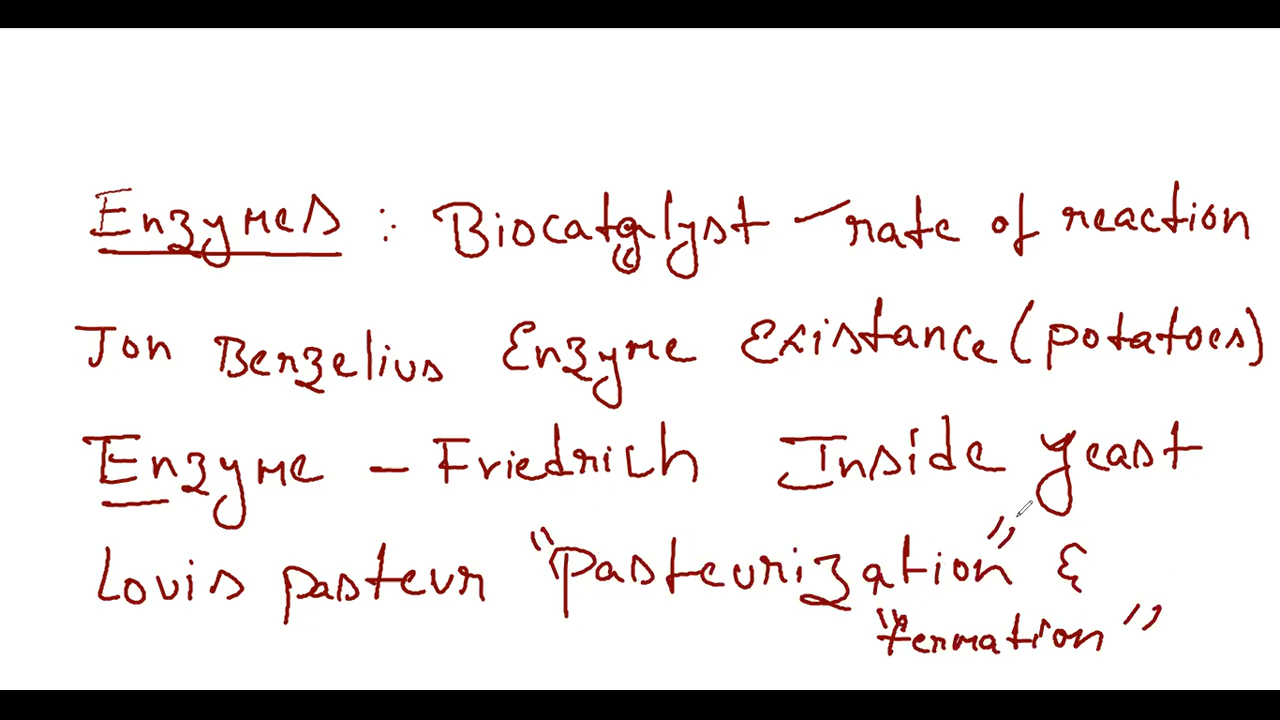 Enzymes : Biocatalyst - rate of reaction
Jon Berzelius Enzyme Existance (potatoes)
Enzyme - Friedrich Inside yeast
Louis pasteur "Pasteurization" &
"fermation"